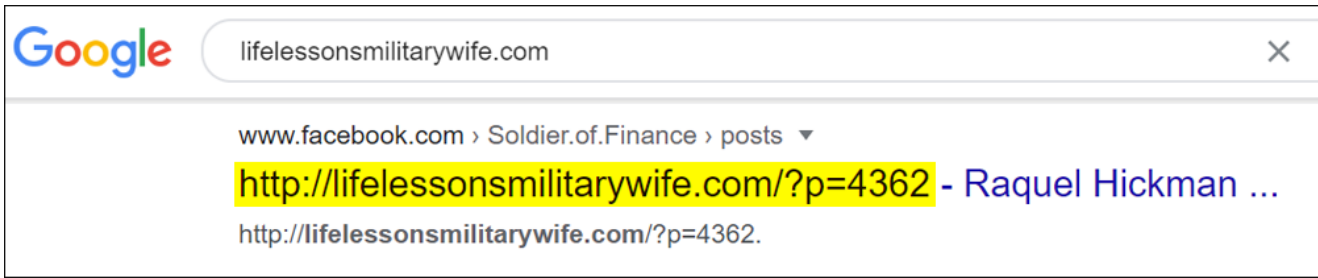 Google lifelessonsmilitarywife.com
www.facebook.com › Soldier.of.Finance › posts
http://lifelessonsmilitarywife.com/?p=4362 - Raquel Hickman ...
http://lifelessonsmilitarywife.com/?p=4362.